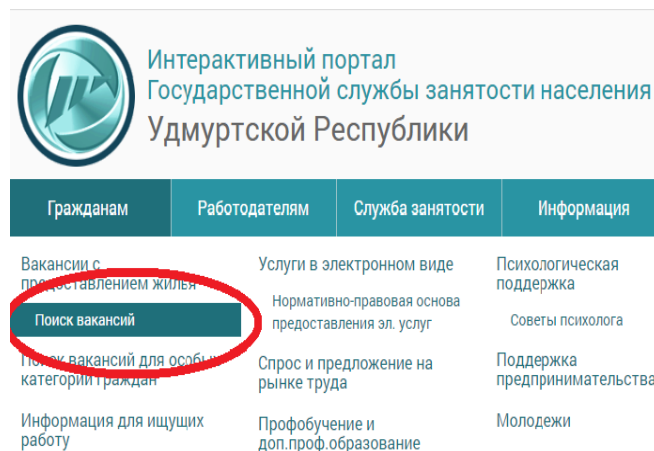 Интерактивный портал
Государственной службы занятости населения
Удмуртской Республики
Гражданам
Работодателям
Служба занятости
Информация
Вакансии с
предоставлением жилья
Поиск вакансий
Поиск вакансий для особых
категорий граждан
Информация для ищущих
работу
Услуги в электронном виде
Нормативно-правовая основа
предоставления эл. услуг
Спрос и предложение на
рынке труда
Профобучение и
доп.проф.образование
Психологическая
поддержка
Советы психолога
Поддержка
предпринимательства
Молодежи